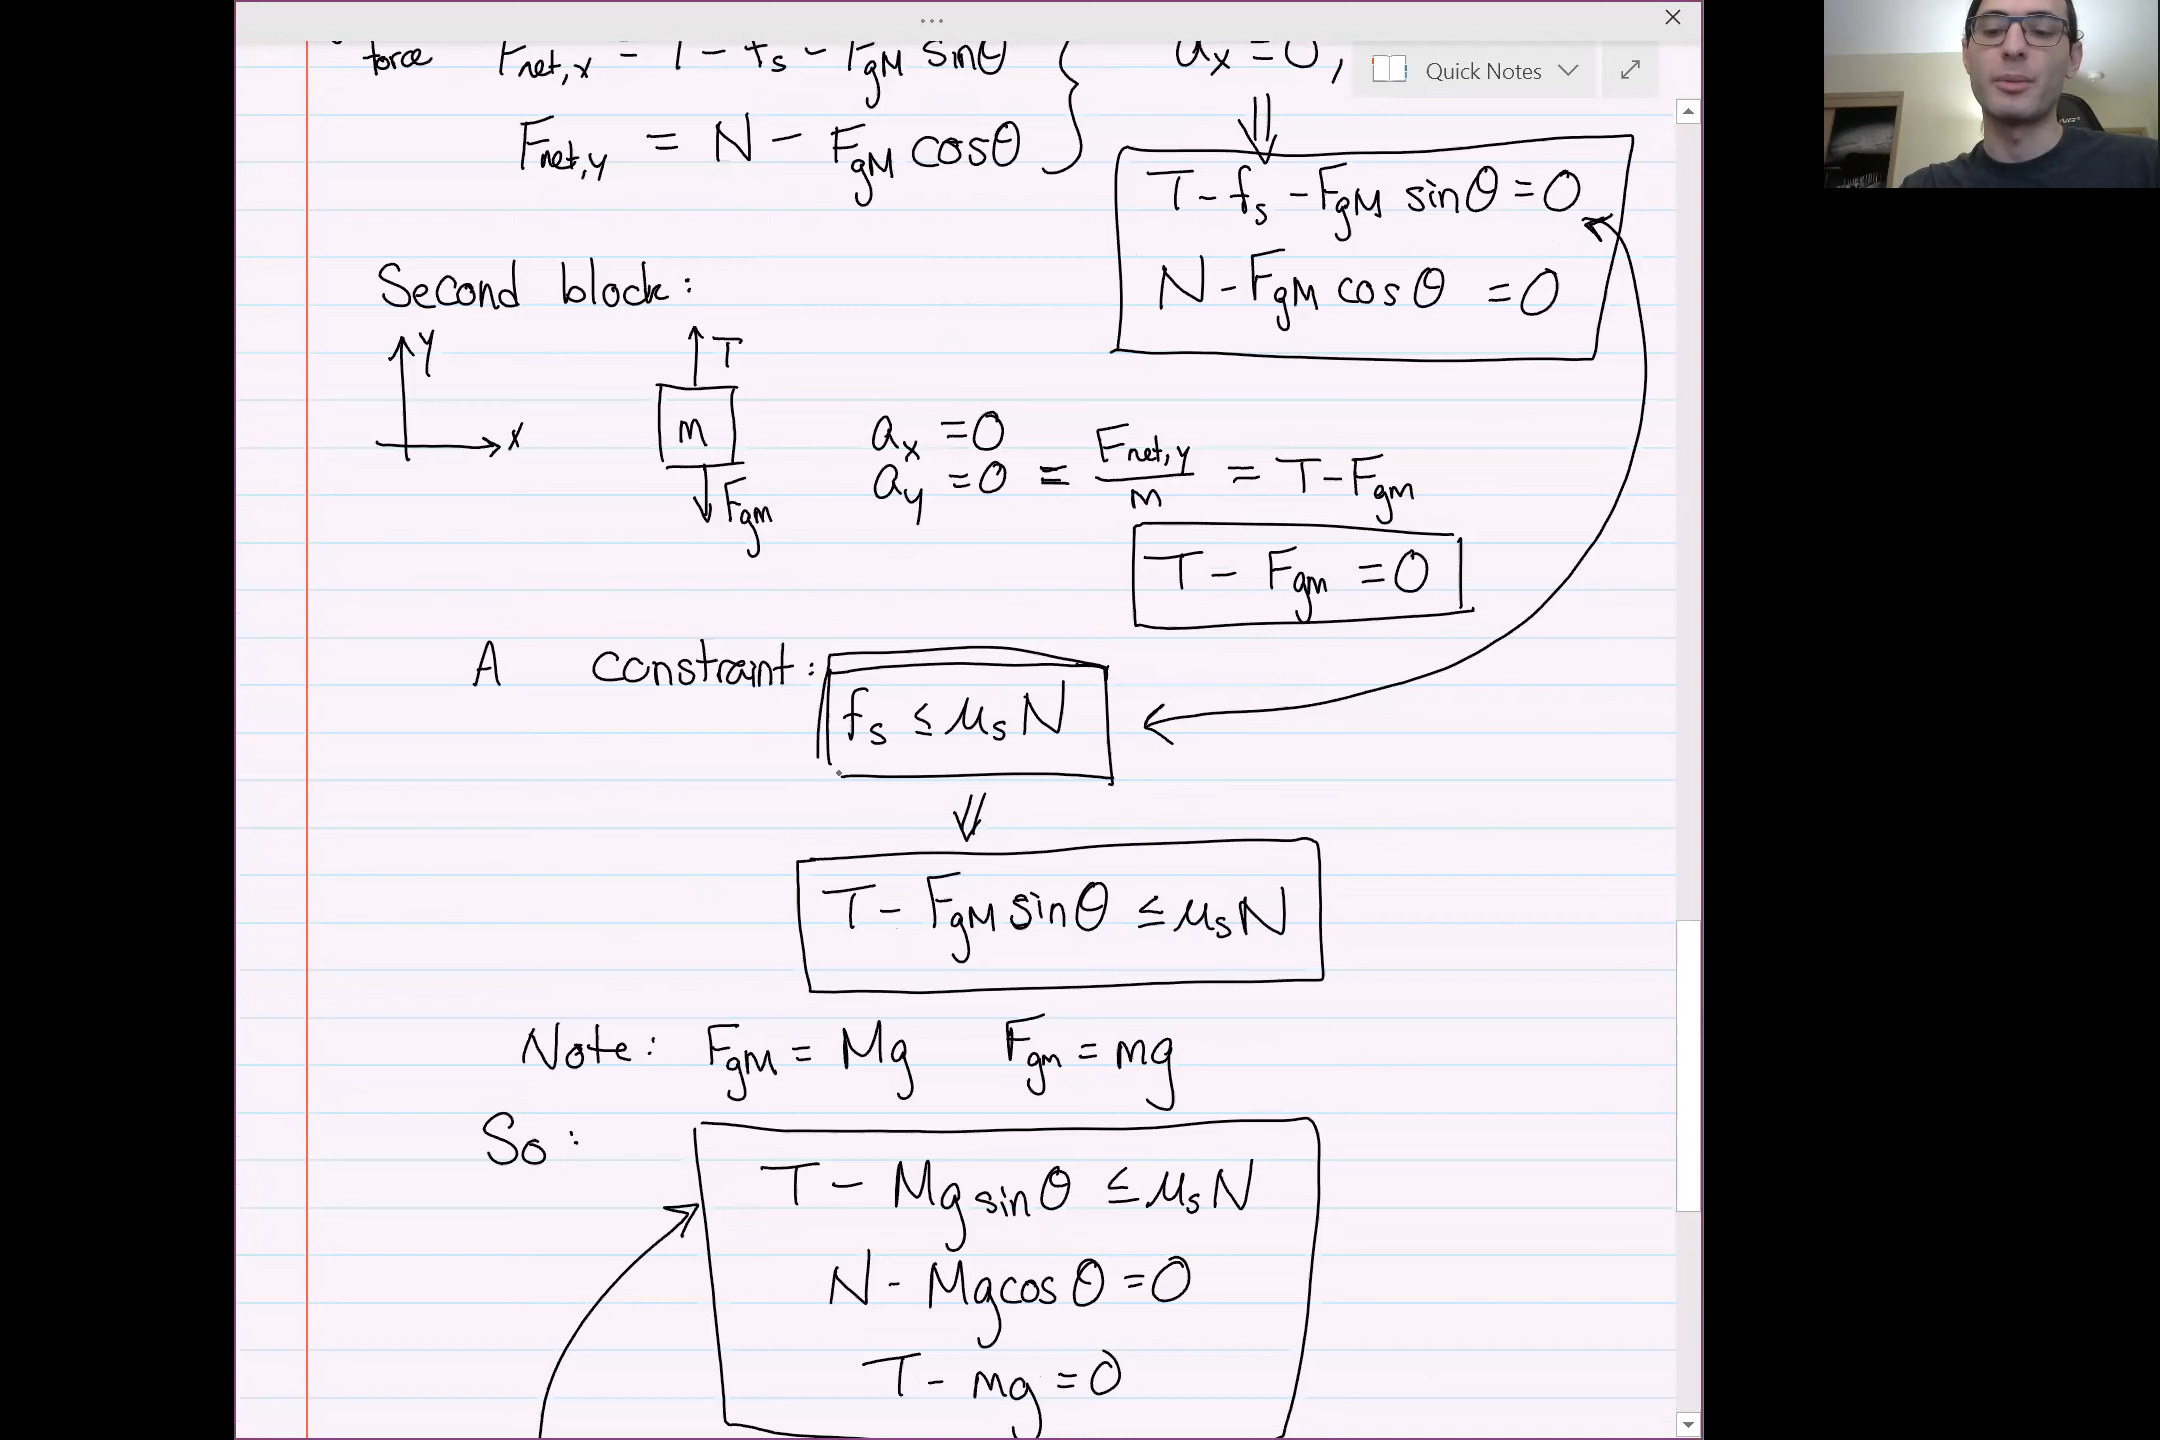 force F_net,x = T - f_s - F_gM sinθ
a_x = 0,
Quick Notes
F_net,y = N - F_gM cosθ
T - f_s - F_gM sinθ = 0
N - F_gM cosθ = 0
Second block:
y
x
T
m
F_gm
a_x = 0
a_y = 0 = F_net,y / m = T - F_gm
T - F_gm = 0
A constraint:
f_s ≤ μ_s N
⇓
T - F_gM sinθ ≤ μ_s N
Note: F_gM = Mg F_gm = mg
So:
T - Mg sinθ ≤ μ_s N
N - Mg cosθ = 0
T - mg = 0